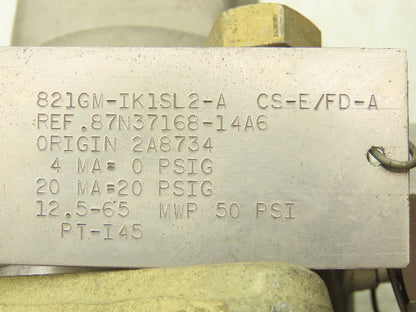 821GM-IK1SL2-A CS-E/FD-A
REF.87N37168-14A6
ORIGIN 2A8734
4 MA= 0 PSIG
20 MA=20 PSIG
12.5-65 MWP 50 PSI
PT-I45